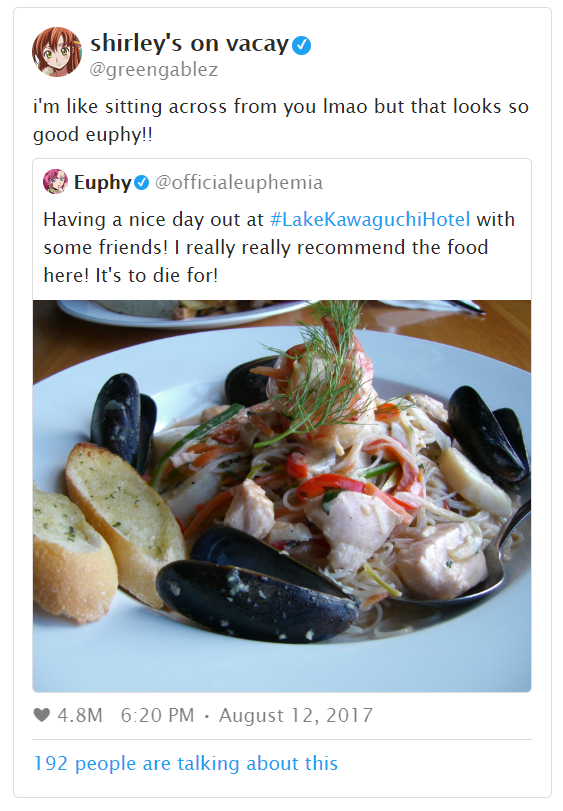 shirley's on vacay
@greengablez
i'm like sitting across from you lmao but that looks so
good euphy!!
Euphy @officialeuphemia
Having a nice day out at #LakeKawaguchiHotel with
some friends! I really really recommend the food
here! It's to die for!
4.8M 6:20 PM · August 12, 2017
192 people are talking about this